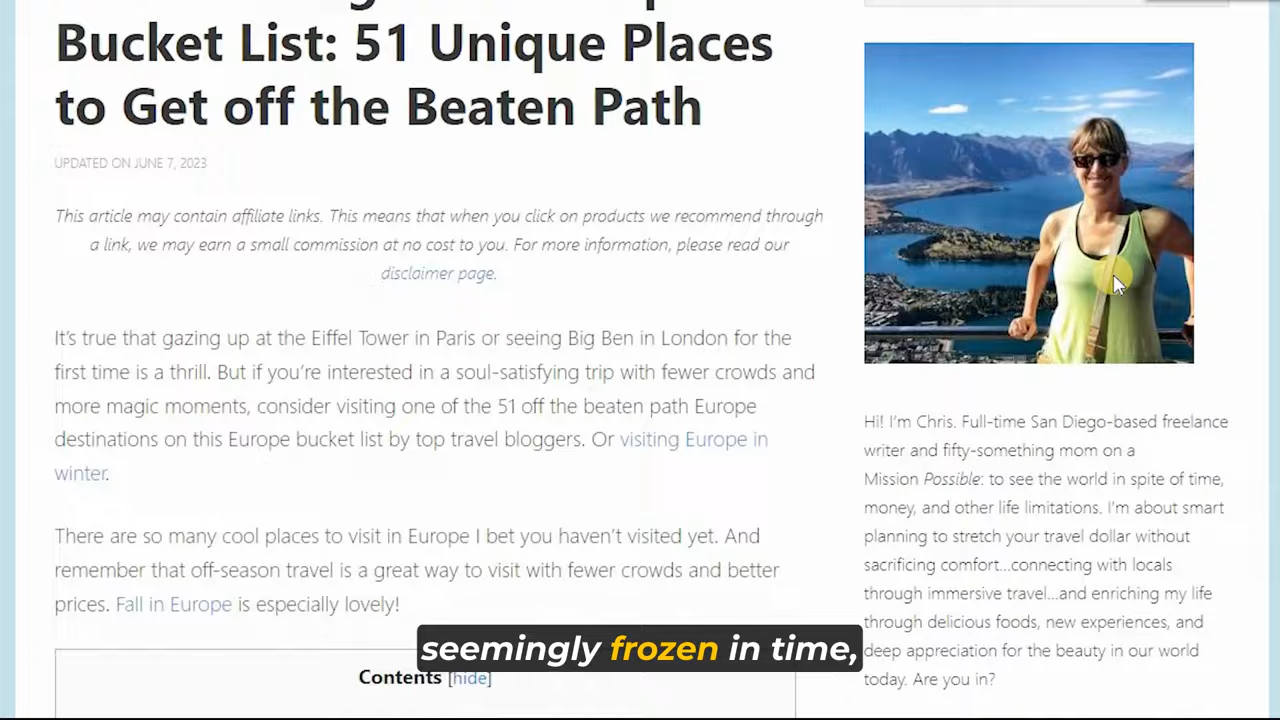 Bucket List: 51 Unique Places
to Get off the Beaten Path
UPDATED ON JUNE 7, 2023
This article may contain affiliate links. This means that when you click on products we recommend through
a link, we may earn a small commission at no cost to you. For more information, please read our
disclaimer page.
It's true that gazing up at the Eiffel Tower in Paris or seeing Big Ben in London for the
first time is a thrill. But if you're interested in a soul-satisfying trip with fewer crowds and
more magic moments, consider visiting one of the 51 off the beaten path Europe
destinations on this Europe bucket list by top travel bloggers. Or visiting Europe in
winter.
There are so many cool places to visit in Europe I bet you haven't visited yet. And
remember that off-season travel is a great way to visit with fewer crowds and better
prices. Fall in Europe is especially lovely!
Contents [hide]
Hi! I'm Chris. Full-time San Diego-based freelance
writer and fifty-something mom on a
Mission Possible: to see the world in spite of time,
money, and other life limitations. I'm about smart
planning to stretch your travel dollar without
sacrificing comfort...connecting with locals
through immersive travel...and enriching my life
through delicious foods, new experiences, and
deep appreciation for the beauty in our world
today. Are you in?
seemingly frozen in time,